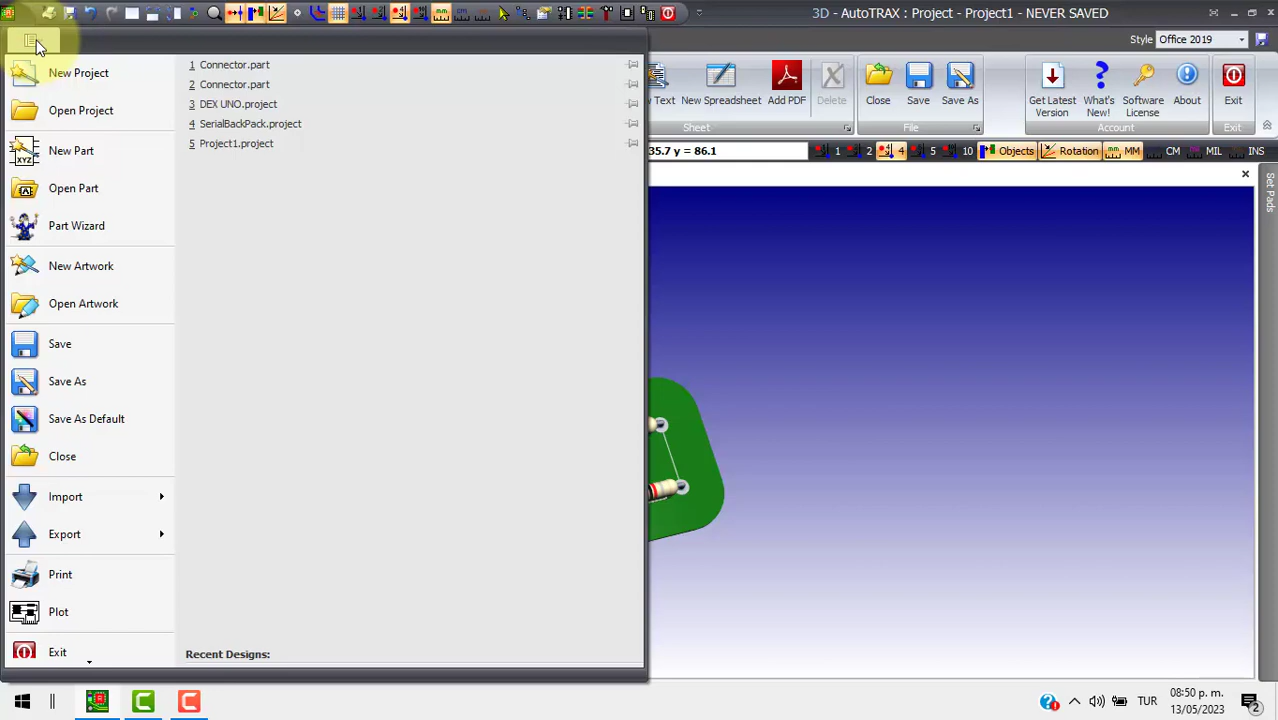 3D - AutoTRAX : Project - Project1 - NEVER SAVED
Style Office 2019
New Project
Open Project
New Part
XYZ
Open Part
Part Wizard
New Artwork
Open Artwork
Save
Save As
Save As Default
Close
Import
Export
Print
Plot
Exit
1 Connector.part
2 Connector.part
3 DEX UNO.project
4 SerialBackPack.project
5 Project1.project
Recent Designs:
New Spreadsheet
Add PDF
Delete
Sheet
Close
Save
Save As
File
Get Latest
Version
What's
New!
Software
License
About
Account
Exit
Exit
35.7 y = 86.1
1 2 4 5 10 Objects Rotation MM CM MIL INS
Set Pads
TUR
08:50 p. m.
13/05/2023
2